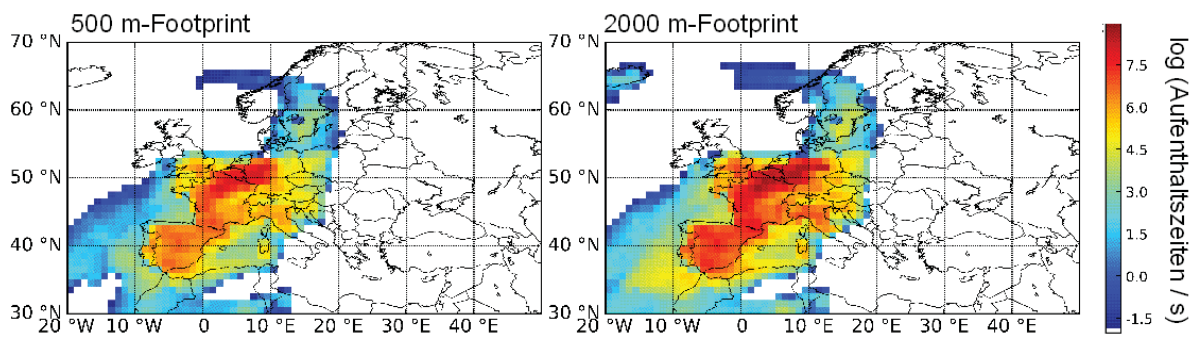 500 m-Footprint
2000 m-Footprint
70 °N
60 °N
50 °N
40 °N
30 °N
20 °W 10 °W 0 10 °E 20 °E 30 °E 40 °E
70 °N
60 °N
50 °N
40 °N
30 °N
20 °W 10 °W 0 10 °E 20 °E 30 °E 40 °E
7.5
6.0
4.5
3.0
1.5
0.0
-1.5
log (Aufenthaltszeiten / s)